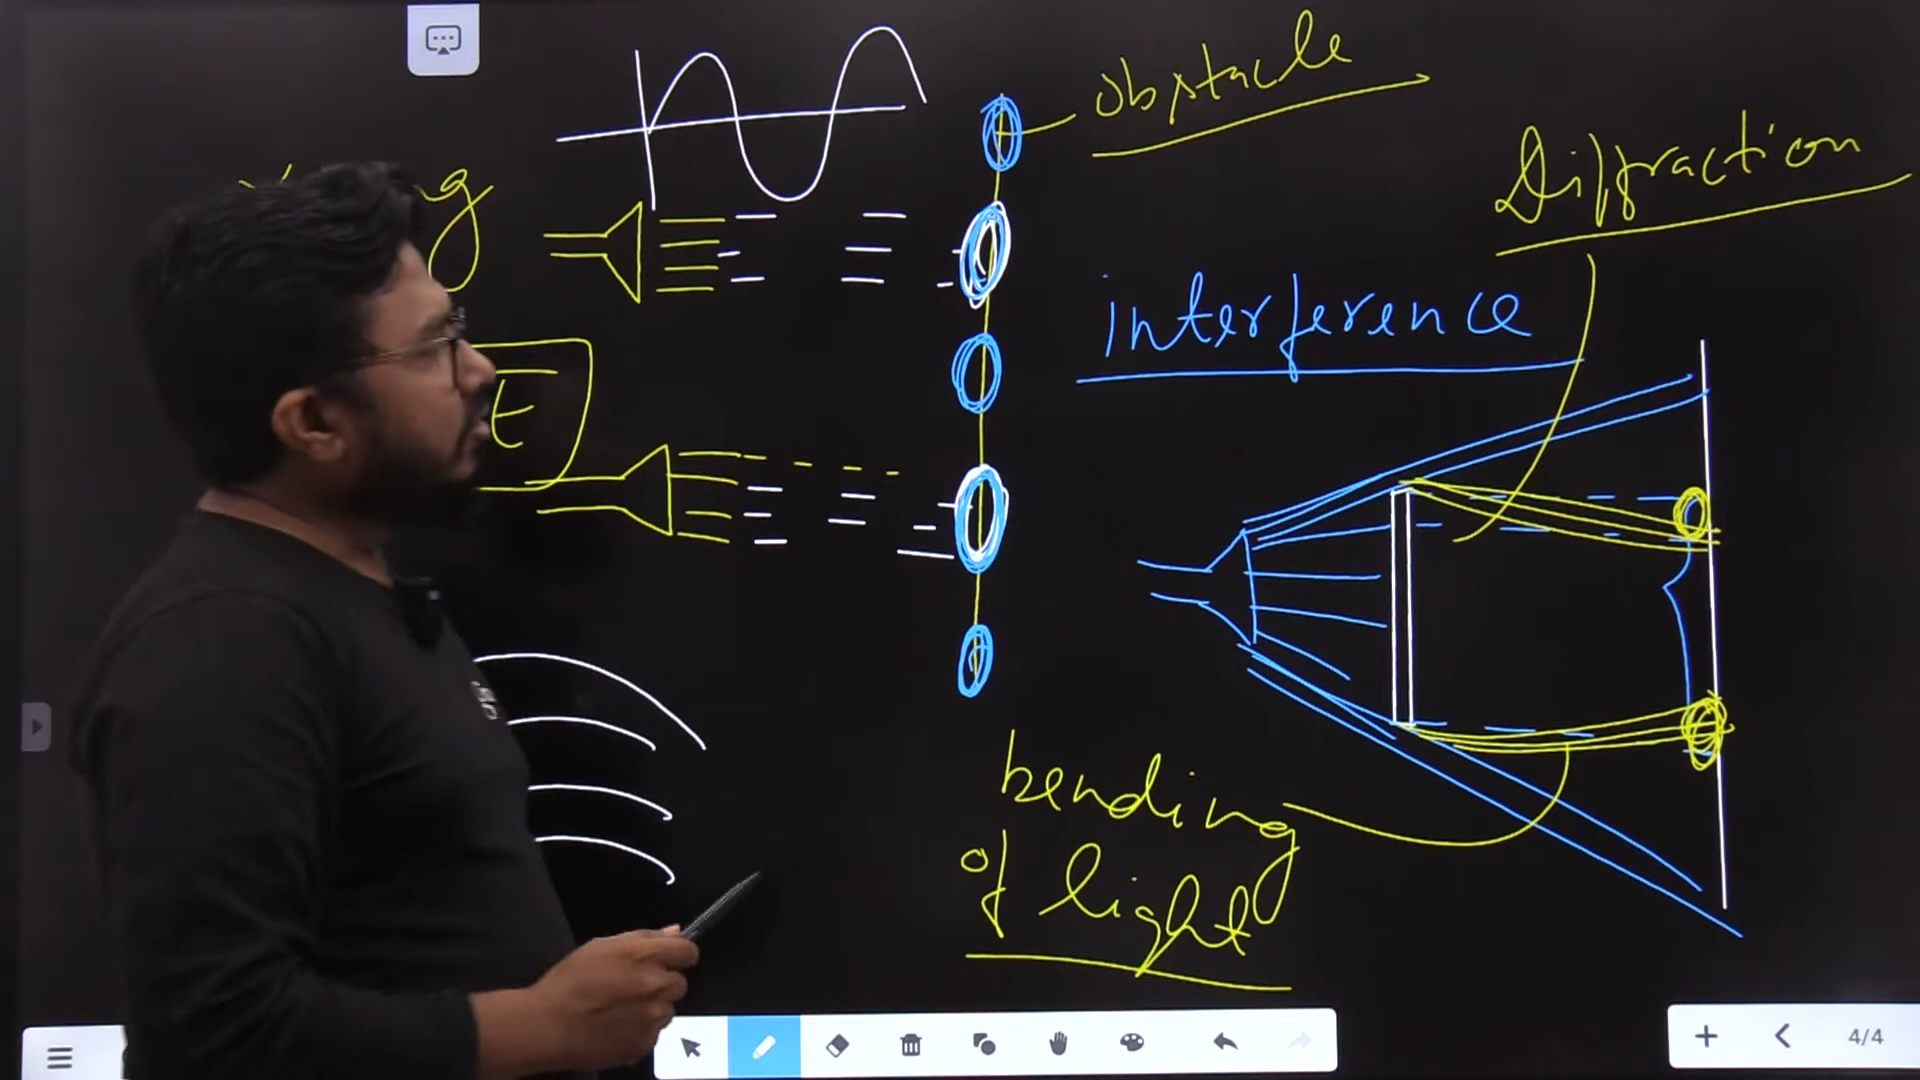 Obstacle
Diffraction
interference
E
bending
of light
4/4